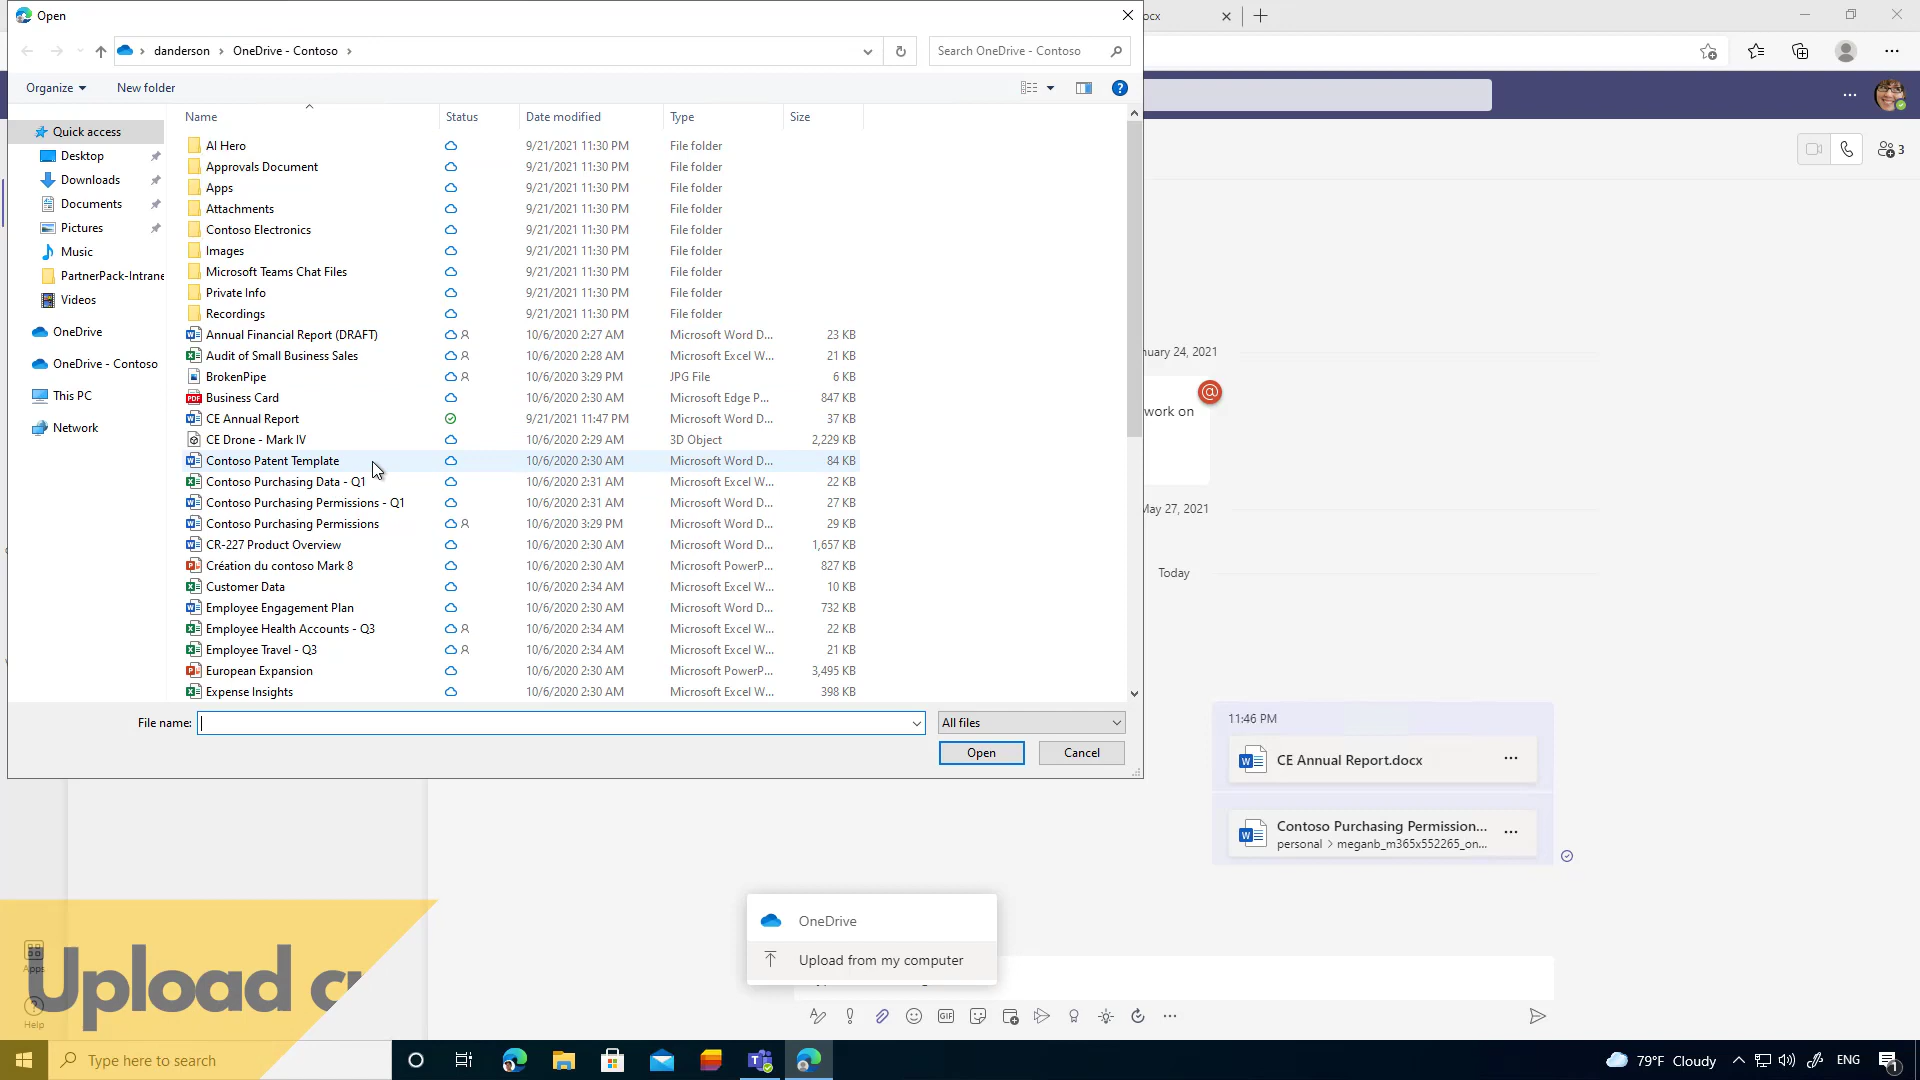 Open
ocx
danderson > OneDrive - Contoso >
Search OneDrive - Contoso
Organize
New folder
Name Status Date modified Type Size
Quick access
Desktop
Downloads
Documents
Pictures
Music
PartnerPack-Intrane
Videos
OneDrive
OneDrive - Contoso
This PC
Network
AI Hero 9/21/2021 11:30 PM File folder
Approvals Document 9/21/2021 11:30 PM File folder
Apps 9/21/2021 11:30 PM File folder
Attachments 9/21/2021 11:30 PM File folder
Contoso Electronics 9/21/2021 11:30 PM File folder
Images 9/21/2021 11:30 PM File folder
Microsoft Teams Chat Files 9/21/2021 11:30 PM File folder
Private Info 9/21/2021 11:30 PM File folder
Recordings 9/21/2021 11:30 PM File folder
Annual Financial Report (DRAFT) 10/6/2020 2:27 AM Microsoft Word D... 23 KB
Audit of Small Business Sales 10/6/2020 2:28 AM Microsoft Excel W... 21 KB
BrokenPipe 10/6/2020 3:29 PM JPG File 6 KB
PDF Business Card 10/6/2020 2:30 AM Microsoft Edge P... 847 KB
CE Annual Report 9/21/2021 11:47 PM Microsoft Word D... 37 KB
CE Drone - Mark IV 10/6/2020 2:29 AM 3D Object 2,229 KB
Contoso Patent Template 10/6/2020 2:30 AM Microsoft Word D... 84 KB
Contoso Purchasing Data - Q1 10/6/2020 2:31 AM Microsoft Excel W... 22 KB
Contoso Purchasing Permissions - Q1 10/6/2020 2:31 AM Microsoft Word D... 27 KB
Contoso Purchasing Permissions 10/6/2020 3:29 PM Microsoft Word D... 29 KB
CR-227 Product Overview 10/6/2020 2:30 AM Microsoft Word D... 1,657 KB
Création du contoso Mark 8 10/6/2020 2:30 AM Microsoft PowerP... 827 KB
Customer Data 10/6/2020 2:34 AM Microsoft Excel W... 10 KB
Employee Engagement Plan 10/6/2020 2:30 AM Microsoft Word D... 732 KB
Employee Health Accounts - Q3 10/6/2020 2:34 AM Microsoft Excel W... 22 KB
Employee Travel - Q3 10/6/2020 2:34 AM Microsoft Excel W... 21 KB
European Expansion 10/6/2020 2:30 AM Microsoft PowerP... 3,495 KB
Expense Insights 10/6/2020 2:30 AM Microsoft Excel W... 398 KB
File name:
All files
Open
Cancel
3
nuary 24, 2021
@
work on
May 27, 2021
Today
11:46 PM
CE Annual Report.docx
Contoso Purchasing Permission...
personal > meganb_m365x552265_on...
OneDrive
Upload from my computer
GIF
Apps
Upload
Help
Type here to search
79°F Cloudy
ENG
1